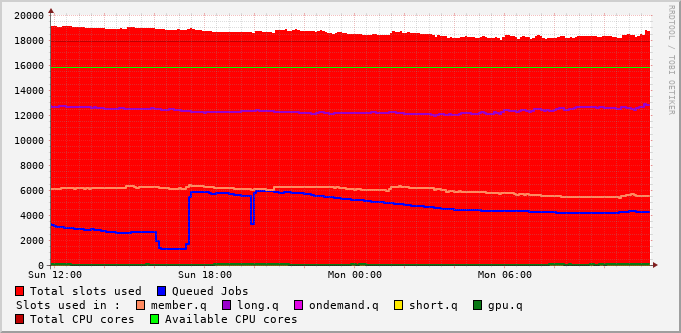 20000
18000
16000
14000
12000
10000
8000
6000
4000
2000
0
Sun 12:00 Sun 18:00 Mon 00:00 Mon 06:00
RRDTOOL / TOBI OETIKER
Total slots used Queued Jobs
Slots used in : member.q long.q ondemand.q short.q gpu.q
Total CPU cores Available CPU cores